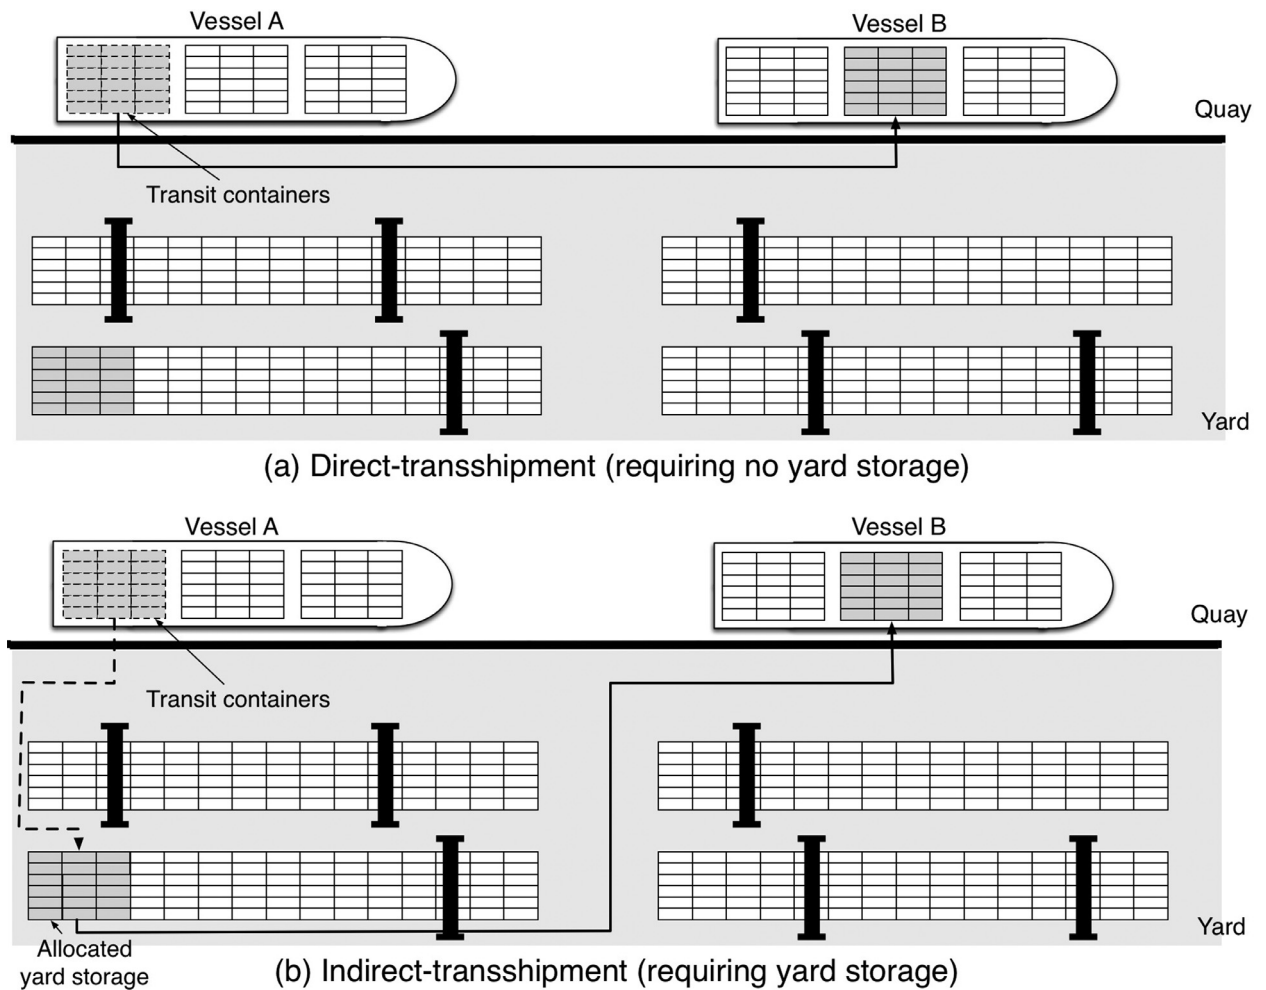 Vessel A
Vessel B
Quay
Transit containers
Yard
(a) Direct-transshipment (requiring no yard storage)
Vessel A
Vessel B
Quay
Transit containers
Yard
Allocated
yard storage
(b) Indirect-transshipment (requiring yard storage)